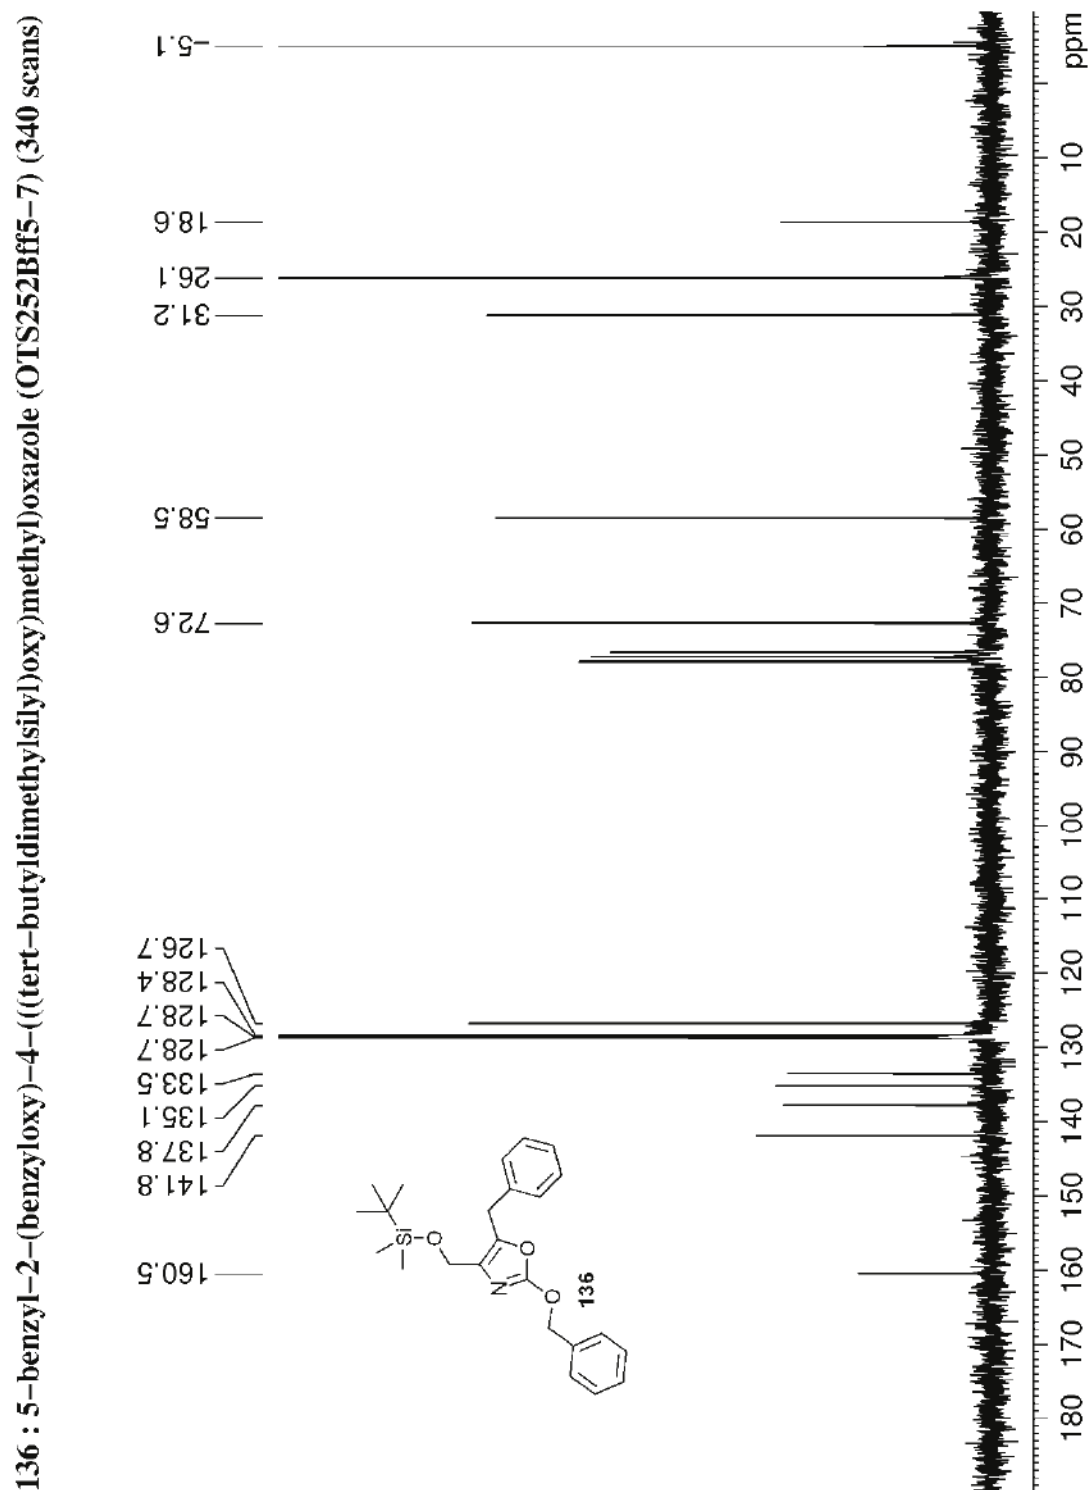 136 : 5-benzyl-2-(benzyloxy)-4-(((tert-butyldimethylsilyl)oxy)methyl)oxazole (OTS252Bff5-7) (340 scans)
160.5
141.8
137.8
135.1
133.5
128.7
128.7
128.4
126.7
72.6
58.5
31.2
26.1
18.6
-5.1
Si
O
N
O
O
136
180 170 160 150 140 130 120 110 100 90 80 70 60 50 40 30 20 10 ppm